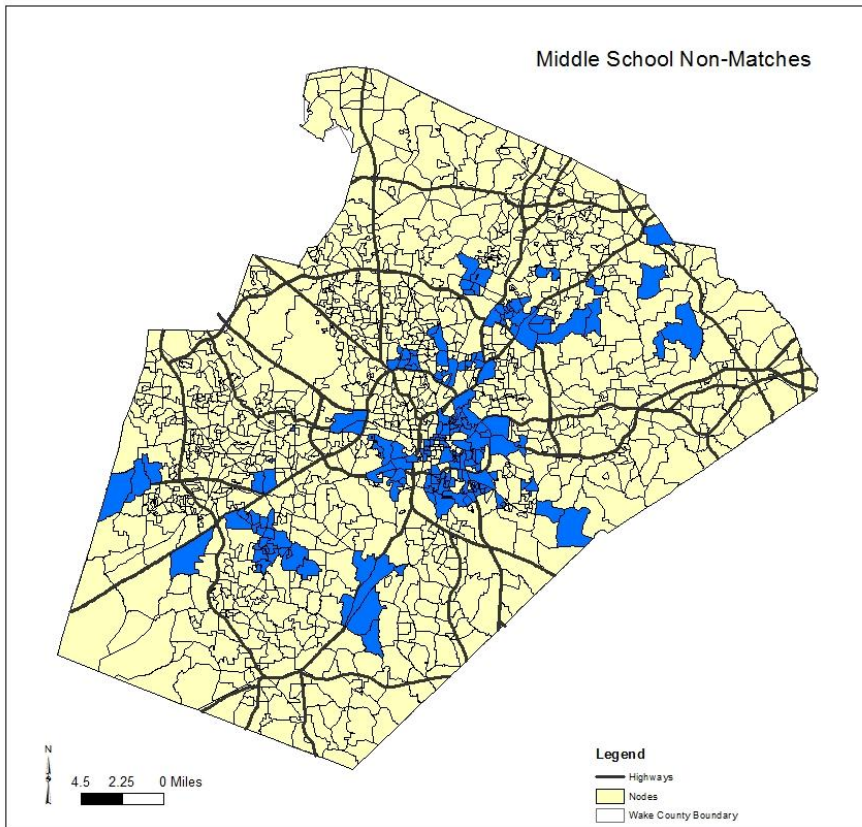 Middle School Non-Matches
N
4.5 2.25 0 Miles
Legend
Highways
Nodes
Wake County Boundary